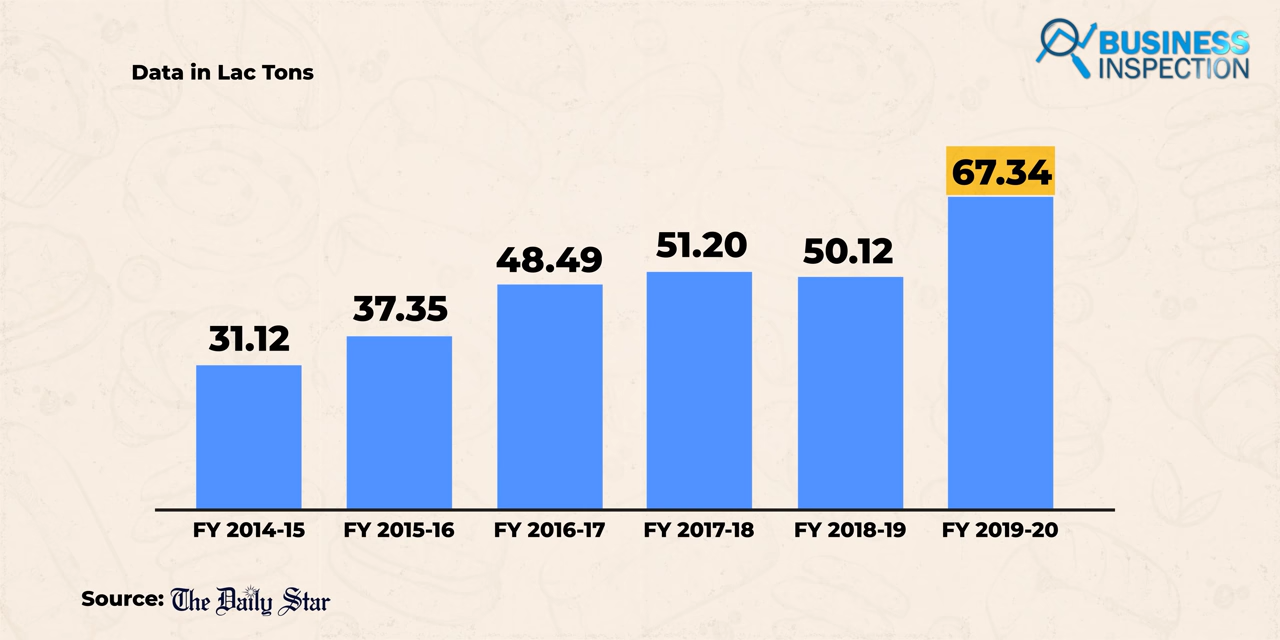 Data in Lac Tons
BUSINESS
INSPECTION
67.34
51.20
50.12
48.49
37.35
31.12
FY 2014-15 FY 2015-16 FY 2016-17 FY 2017-18 FY 2018-19 FY 2019-20
Source: The Daily Star